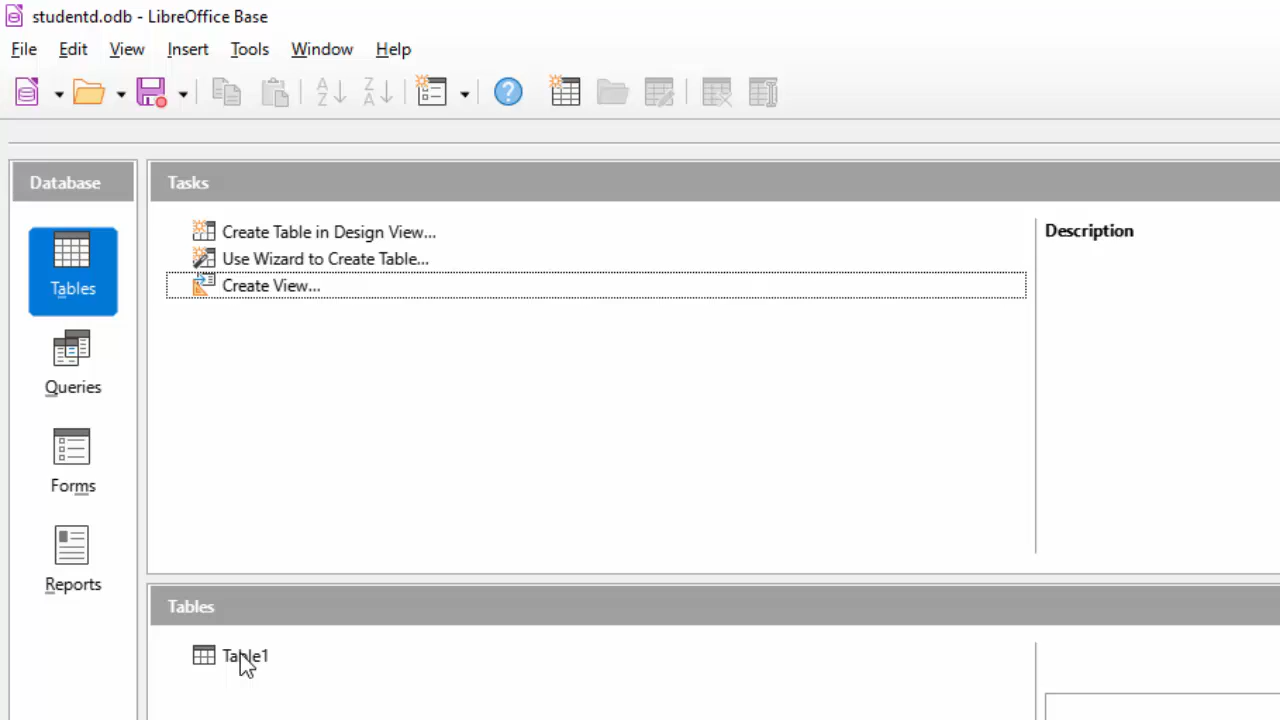 studentd.odb - LibreOffice Base
File Edit View Insert Tools Window Help
Database
Tasks
Create Table in Design View...
Use Wizard to Create Table...
Create View...
Description
Tables
Queries
Forms
Reports
Tables
Table1